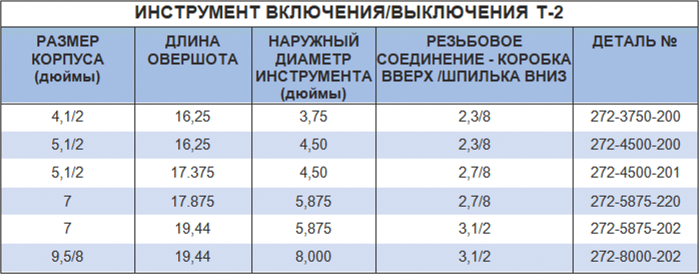 ИНСТРУМЕНТ ВКЛЮЧЕНИЯ/ВЫКЛЮЧЕНИЯ Т-2
РАЗМЕР КОРПУСА (дюймы) ДЛИНА ОВЕРШОТА НАРУЖНЫЙ ДИАМЕТР ИНСТРУМЕНТА (дюймы) РЕЗЬБОВОЕ СОЕДИНЕНИЕ - КОРОБКА ВВЕРХ /ШПИЛЬКА ВНИЗ ДЕТАЛЬ №
4,1/2 16,25 3,75 2,3/8 272-3750-200
5,1/2 16,25 4,50 2,3/8 272-4500-200
5,1/2 17.375 4,50 2,7/8 272-4500-201
7 17.875 5,875 2,7/8 272-5875-220
7 19,44 5,875 3,1/2 272-5875-202
9,5/8 19,44 8,000 3,1/2 272-8000-202